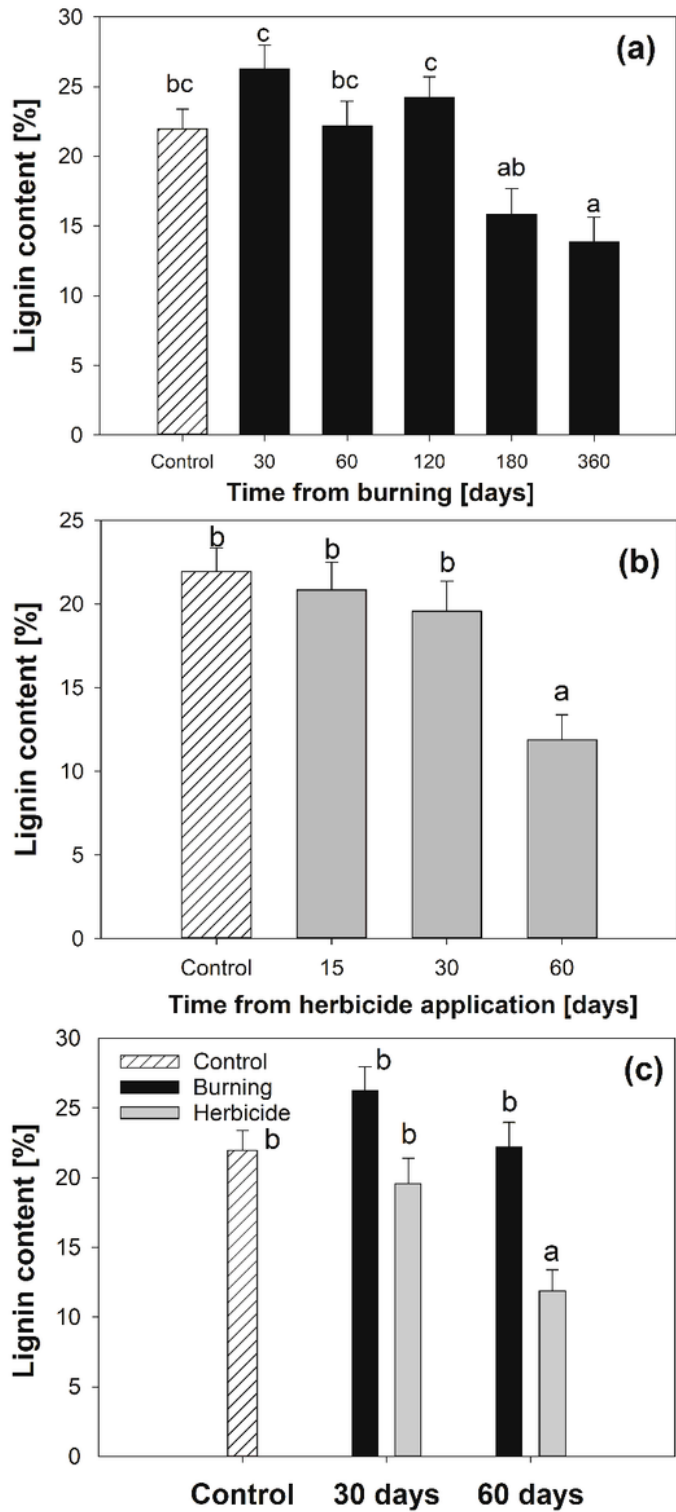 30
25
20
15
10
5
0
Lignin content [%]
(a)
bc
c
bc
c
ab
a
Control 30 60 120 180 360
Time from burning [days]
25
20
15
10
5
0
Lignin content [%]
(b)
b
b
b
a
Control 15 30 60
Time from herbicide application [days]
30
25
20
15
10
5
0
Lignin content [%]
(c)
Control
Burning
Herbicide
b
b
b
b
a
Control 30 days 60 days